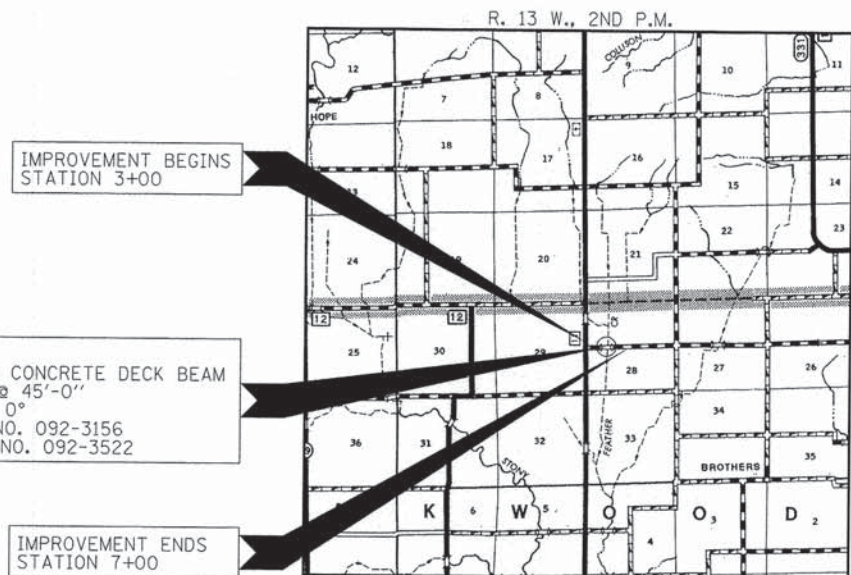 R. 13 W., 2ND P.M.
IMPROVEMENT BEGINS
STATION 3+00
CONCRETE DECK BEAM
@ 45'-0"
0°
NO. 092-3156
NO. 092-3522
IMPROVEMENT ENDS
STATION 7+00
COLLISON
331
12
7
8
9
10
11
HOPE
18
17
16
15
14
13
22
23
24
19
20
21
12
12
25
30
29
28
27
26
36
31
32
33
34
35
FEATHER
STONY
BROTHERS
K W O O D
6
5
4
3
2